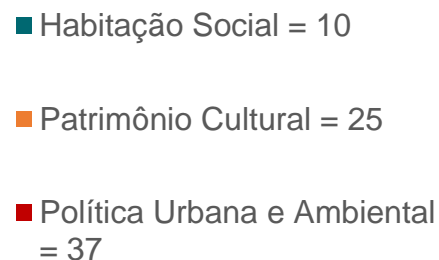 Habitação Social = 10
Patrimônio Cultural = 25
Política Urbana e Ambiental
= 37